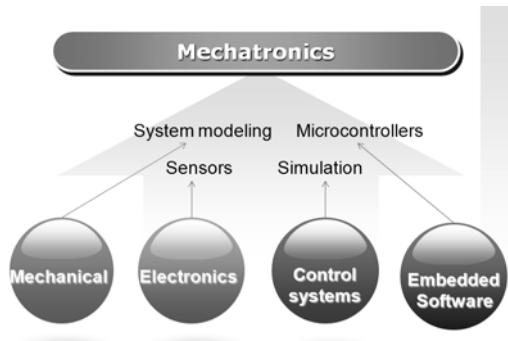 Mechatronics
System modeling
Microcontrollers
Sensors
Simulation
Mechanical
Electronics
Control
systems
Embedded
Software